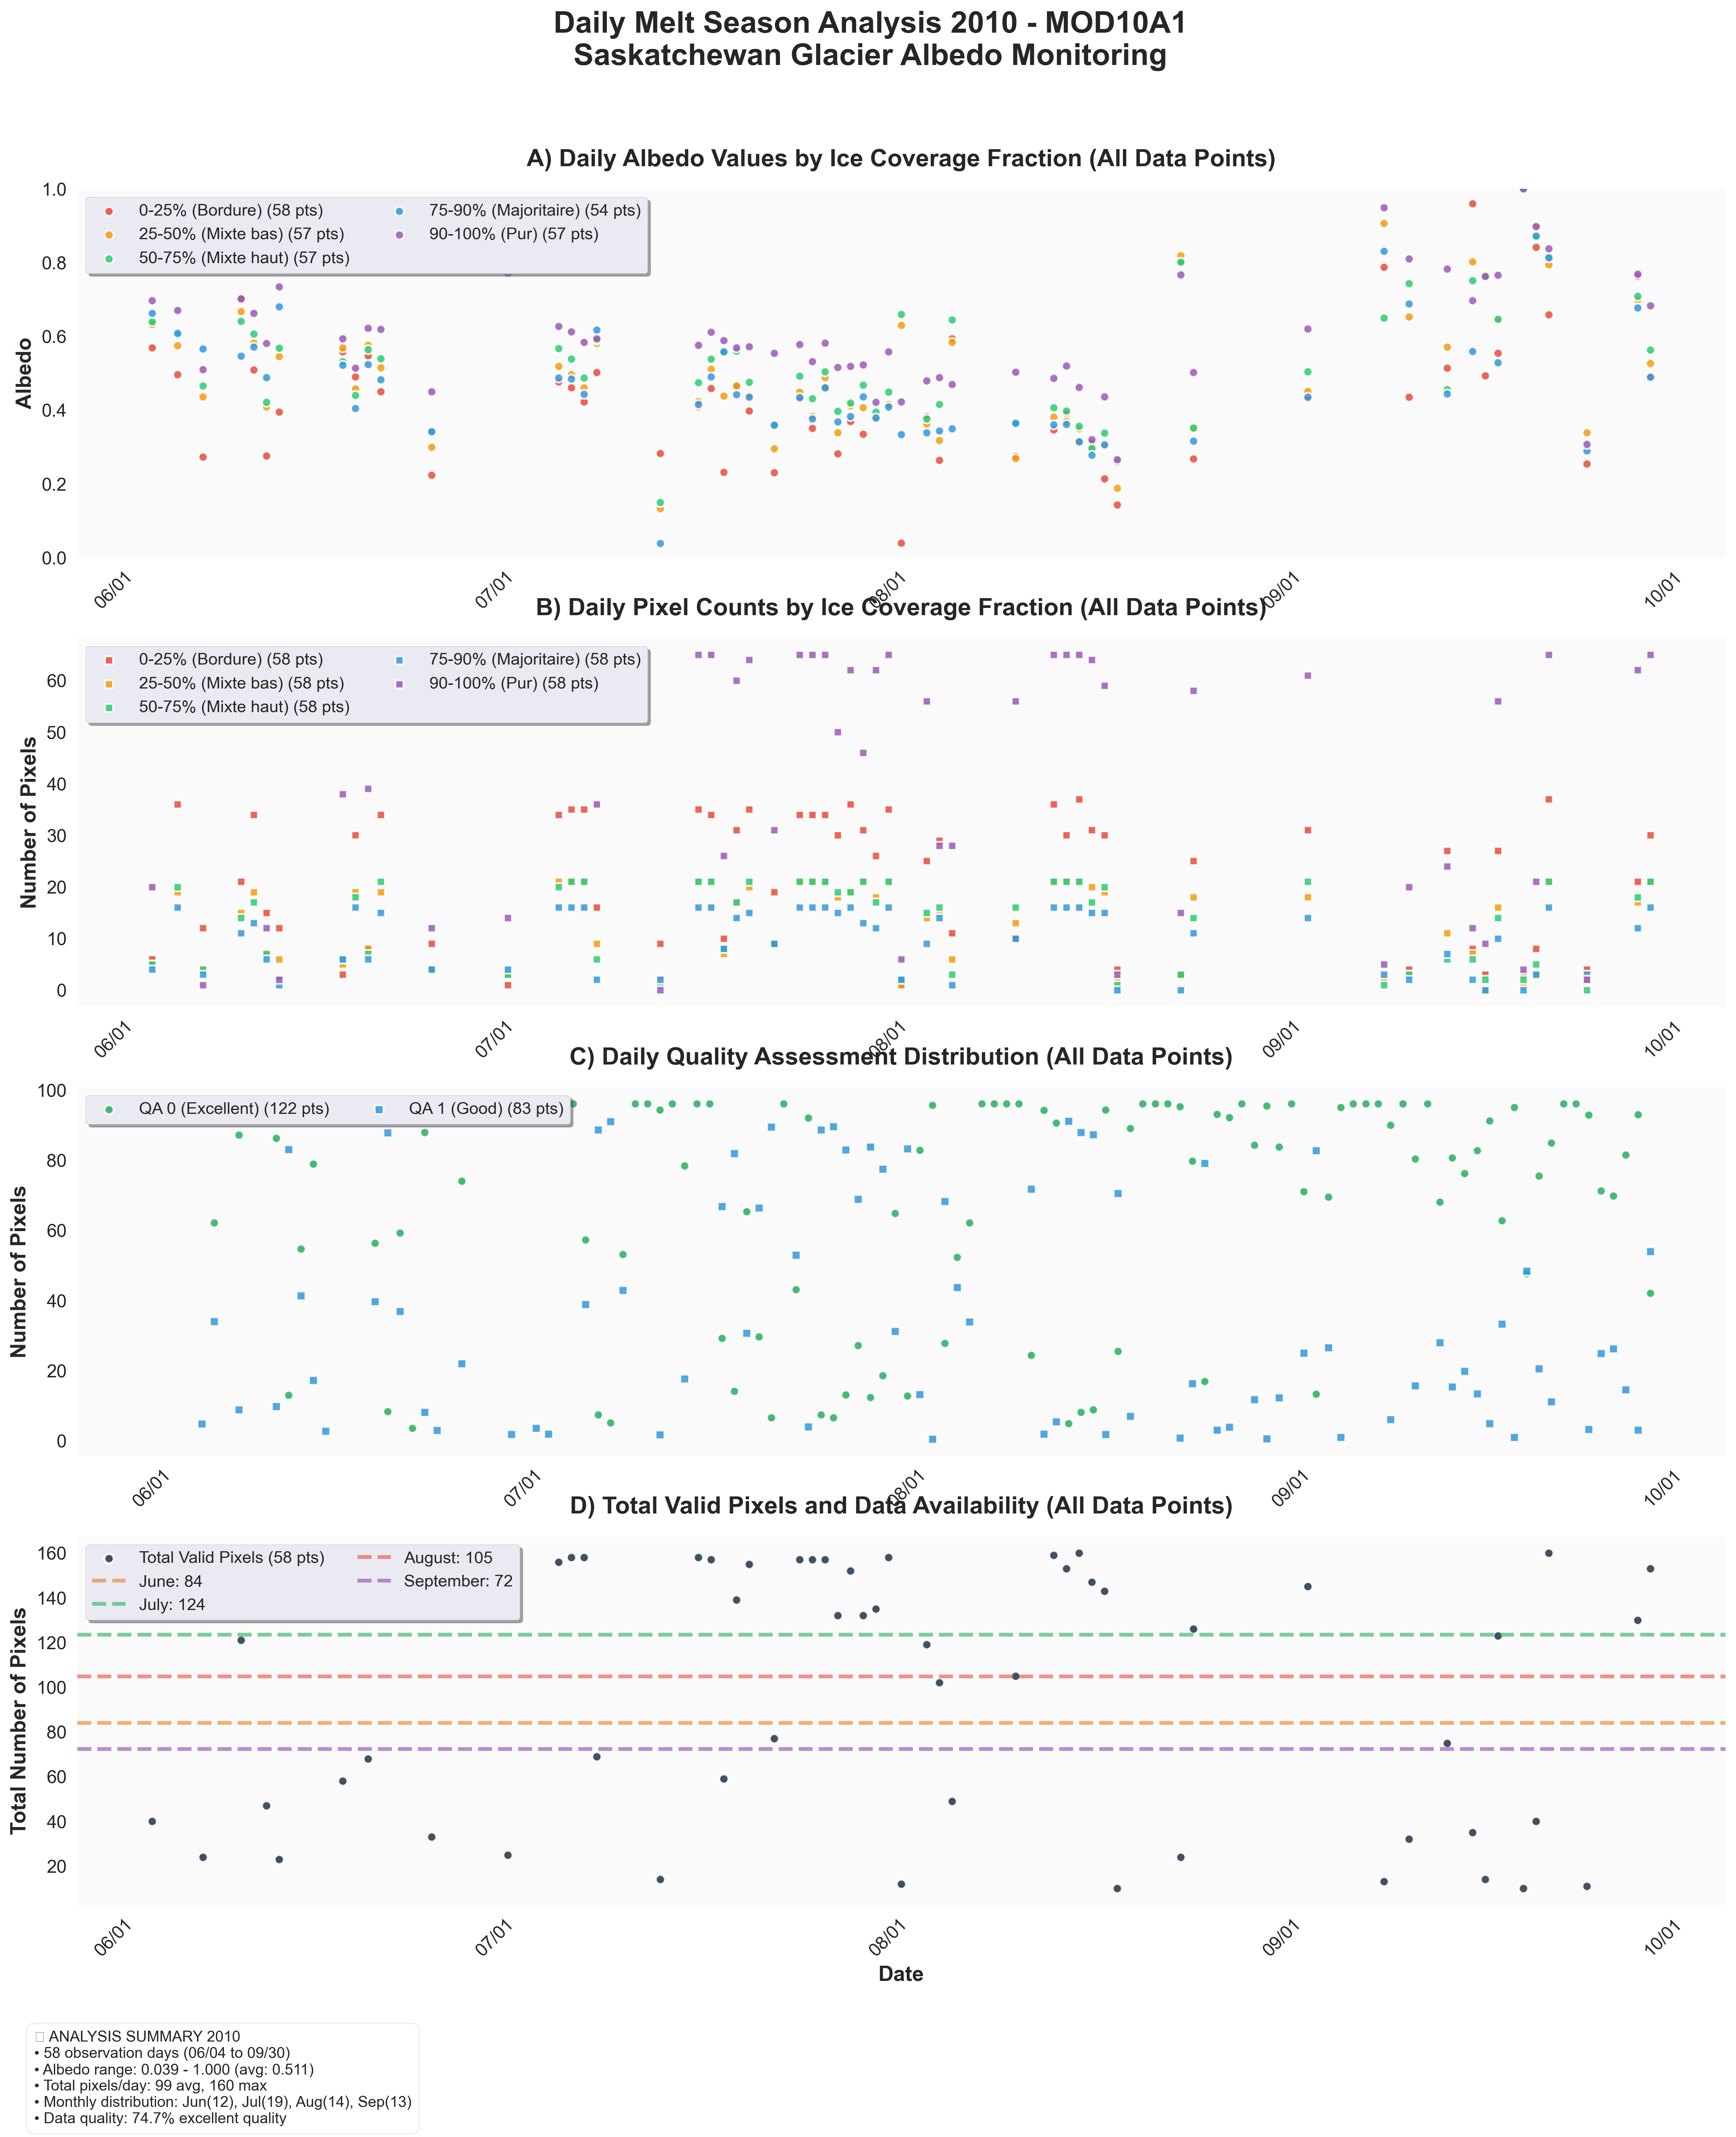 Daily Melt Season Analysis 2010 - MOD10A1
Saskatchewan Glacier Albedo Monitoring
A) Daily Albedo Values by Ice Coverage Fraction (All Data Points)
0-25% (Bordure) (58 pts)
25-50% (Mixte bas) (57 pts)
50-75% (Mixte haut) (57 pts)
75-90% (Majoritaire) (54 pts)
90-100% (Pur) (57 pts)
Albedo
1.0
0.8
0.6
0.4
0.2
0.0
06/01
07/01
08/01
09/01
10/01
B) Daily Pixel Counts by Ice Coverage Fraction (All Data Points)
0-25% (Bordure) (58 pts)
25-50% (Mixte bas) (58 pts)
50-75% (Mixte haut) (58 pts)
75-90% (Majoritaire) (58 pts)
90-100% (Pur) (58 pts)
Number of Pixels
60
50
40
30
20
10
0
06/01
07/01
08/01
09/01
10/01
C) Daily Quality Assessment Distribution (All Data Points)
QA 0 (Excellent) (122 pts)
QA 1 (Good) (83 pts)
Number of Pixels
100
80
60
40
20
0
06/01
07/01
08/01
09/01
10/01
D) Total Valid Pixels and Data Availability (All Data Points)
Total Valid Pixels (58 pts)
June: 84
July: 124
August: 105
September: 72
Total Number of Pixels
160
140
120
100
80
60
40
20
06/01
07/01
08/01
09/01
10/01
Date
ANALYSIS SUMMARY 2010
• 58 observation days (06/04 to 09/30)
• Albedo range: 0.039 - 1.000 (avg: 0.511)
• Total pixels/day: 99 avg, 160 max
• Monthly distribution: Jun(12), Jul(19), Aug(14), Sep(13)
• Data quality: 74.7% excellent quality